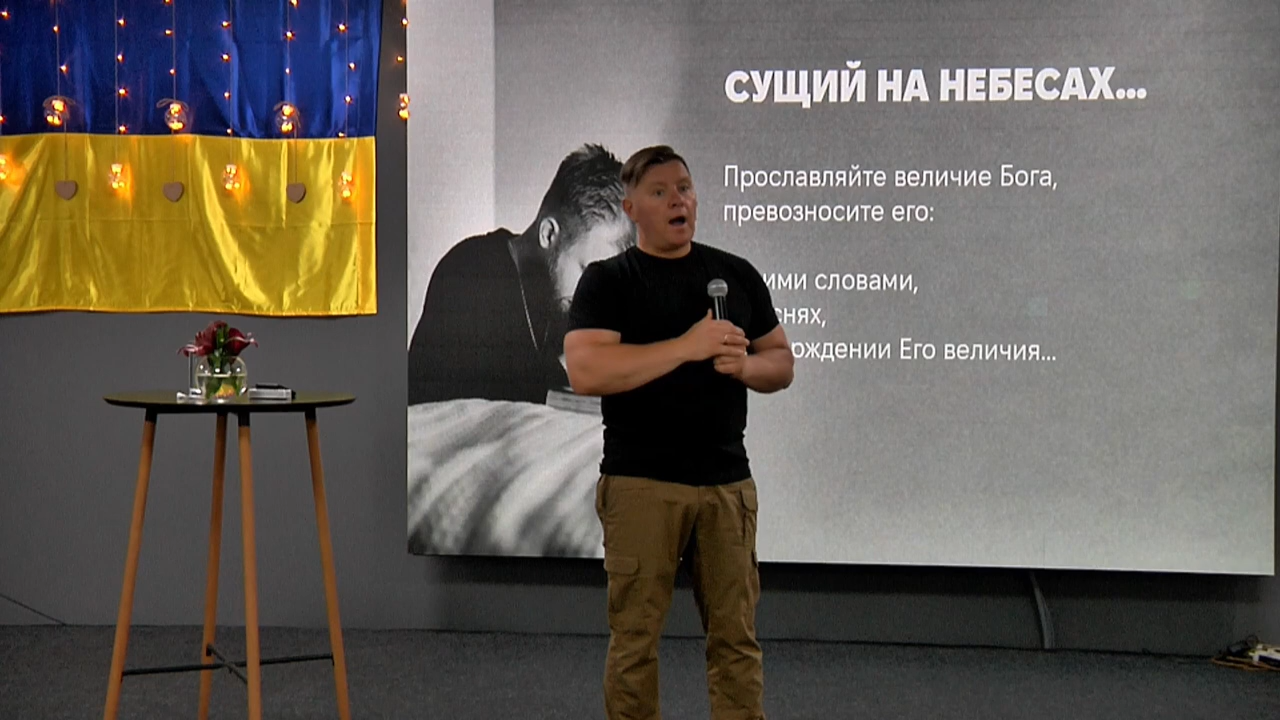 СУЩИЙ НА НЕБЕСАХ...
Прославляйте величие Бога,
превозносите его:
словами,
Его величия...